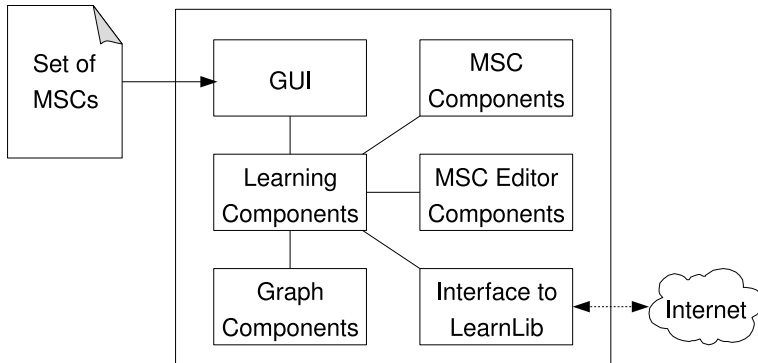 Set of
MSCs
GUI
MSC
Components
Learning
Components
MSC Editor
Components
Graph
Components
Interface to
LearnLib
Internet